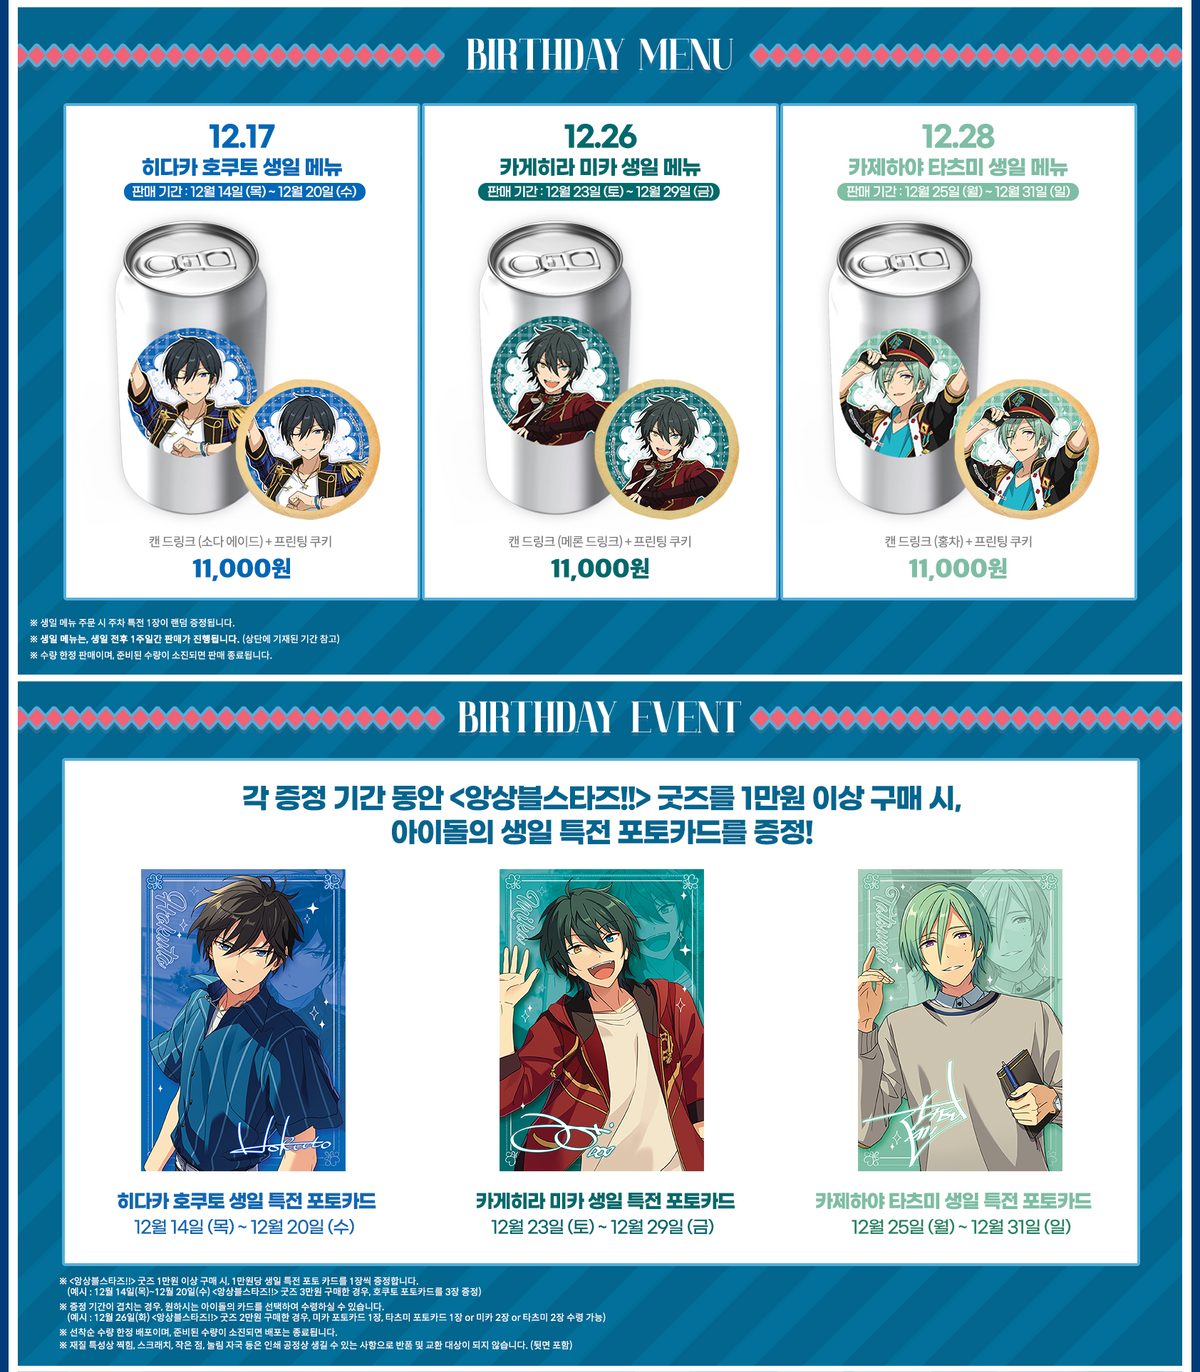 BIRTHDAY MENU
12.17
히다카 호쿠토 생일 메뉴
판매 기간 : 12월 14일 (목) ~ 12월 20일 (수)
캔 드링크 (소다 에이드) + 프린팅 쿠키
11,000원
12.26
카게히라 미카 생일 메뉴
판매 기간 : 12월 23일 (토) ~ 12월 29일 (금)
캔 드링크 (메론 드링크) + 프린팅 쿠키
11,000원
12.28
카제하야 타츠미 생일 메뉴
판매 기간 : 12월 25일 (월) ~ 12월 31일 (일)
캔 드링크 (홍차) + 프린팅 쿠키
11,000원
※ 생일 메뉴 주문 시 주차 특전 1장이 랜덤 증정됩니다.
※ 생일 메뉴는, 생일 전후 1주일간 판매가 진행됩니다. (상단에 기재된 기간 참고)
※ 수량 한정 판매이며, 준비된 수량이 소진되면 판매 종료됩니다.
BIRTHDAY EVENT
각 증정 기간 동안 <앙상블스타즈!!> 굿즈를 1만원 이상 구매 시,
아이돌의 생일 특전 포토카드를 증정!
Hokuto
Hokuto
히다카 호쿠토 생일 특전 포토카드
12월 14일 (목) ~ 12월 20일 (수)
Mika
카게히라 미카 생일 특전 포토카드
12월 23일 (토) ~ 12월 29일 (금)
Tatsumi
카제하야 타츠미 생일 특전 포토카드
12월 25일 (월) ~ 12월 31일 (일)
※ <앙상블스타즈!!> 굿즈 1만원 이상 구매 시, 1만원당 생일 특전 포토 카드를 1장씩 증정합니다.
(예시 : 12월 14일(목)~12월 20일(수) <앙상블스타즈!!> 굿즈 3만원 구매한 경우, 호쿠토 포토카드를 3장 증정)
※ 증정 기간이 겹치는 경우, 원하시는 아이돌의 카드를 선택하여 수령하실 수 있습니다.
(예시 : 12월 26일(화) <앙상블스타즈!!> 굿즈 2만원 구매한 경우, 미카 포토카드 1장, 타츠미 포토카드 1장 or 미카 2장 or 타츠미 2장 수령 가능)
※ 선착순 수량 한정 배포이며, 준비된 수량이 소진되면 배포는 종료됩니다.
※ 재질 특성상 찍힘, 스크래치, 작은 점, 눌림 자국 등은 인쇄 공정상 생길 수 있는 사항으로 반품 및 교환 대상이 되지 않습니다. (뒷면 포함)